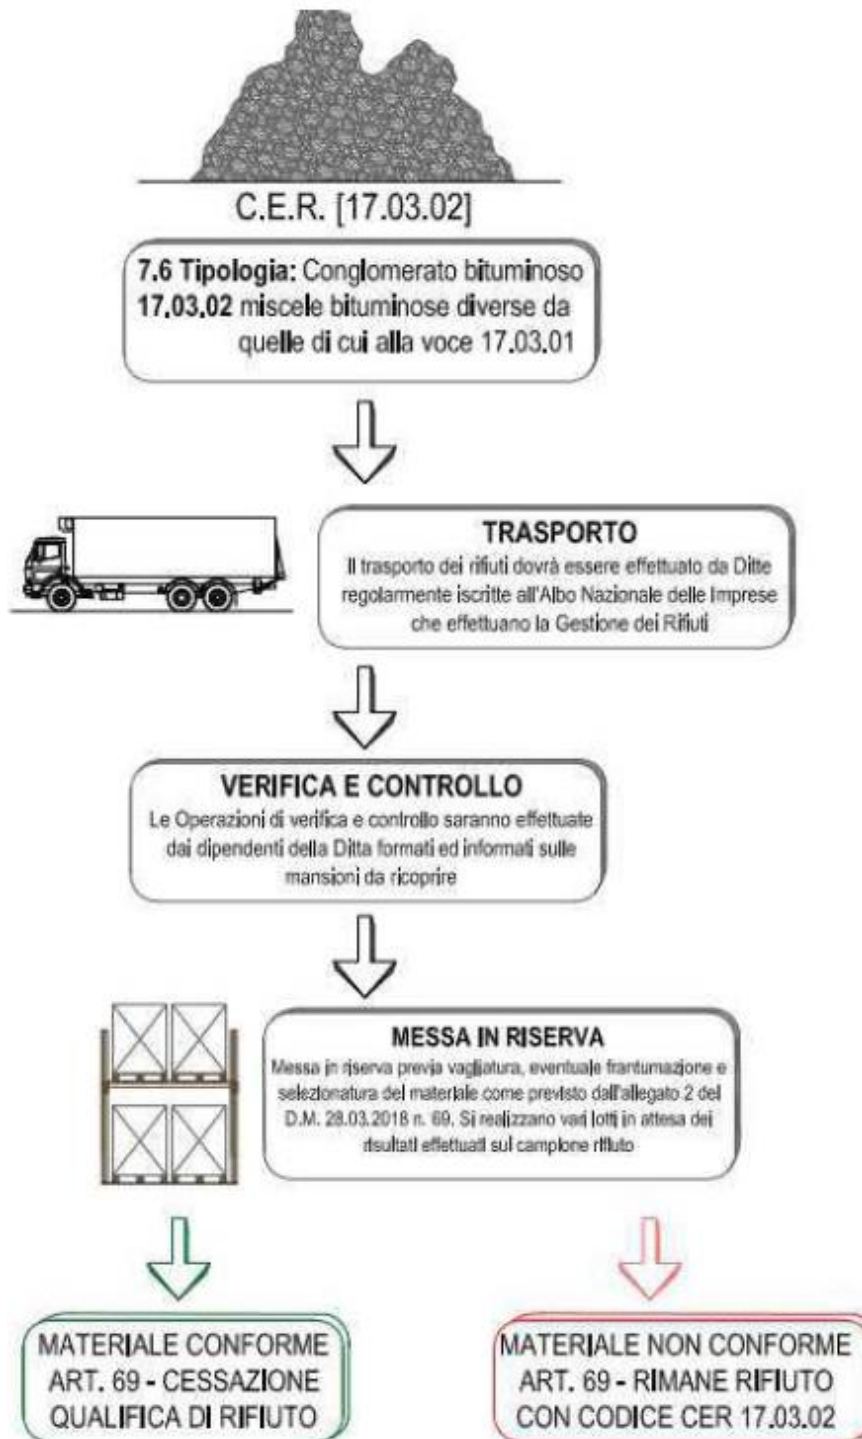 C.E.R. [17.03.02]
7.6 Tipologia: Conglomerato bituminoso
17.03.02 miscele bituminose diverse da
quelle di cui alla voce 17.03.01
TRASPORTO
Il trasporto dei rifiuti dovrà essere effettuato da Ditte
regolarmente iscritte all'Albo Nazionale delle Imprese
che effettuano la Gestione dei Rifiuti
VERIFICA E CONTROLLO
Le Operazioni di verifica e controllo saranno effettuate
dai dipendenti della Ditta formati ed informati sulle
mansioni da ricoprire
MESSA IN RISERVA
Messa in riserva previa vagliatura, eventuale frantumazione e
selezionatura del materiale come previsto dall'allegato 2 del
D.M. 28.03.2018 n. 69. Si realizzano vari lotti in attesa dei
risultati effettuati sul campione rifiuto
MATERIALE CONFORME
ART. 69 - CESSAZIONE
QUALIFICA DI RIFIUTO
MATERIALE NON CONFORME
ART. 69 - RIMANE RIFIUTO
CON CODICE CER 17.03.02